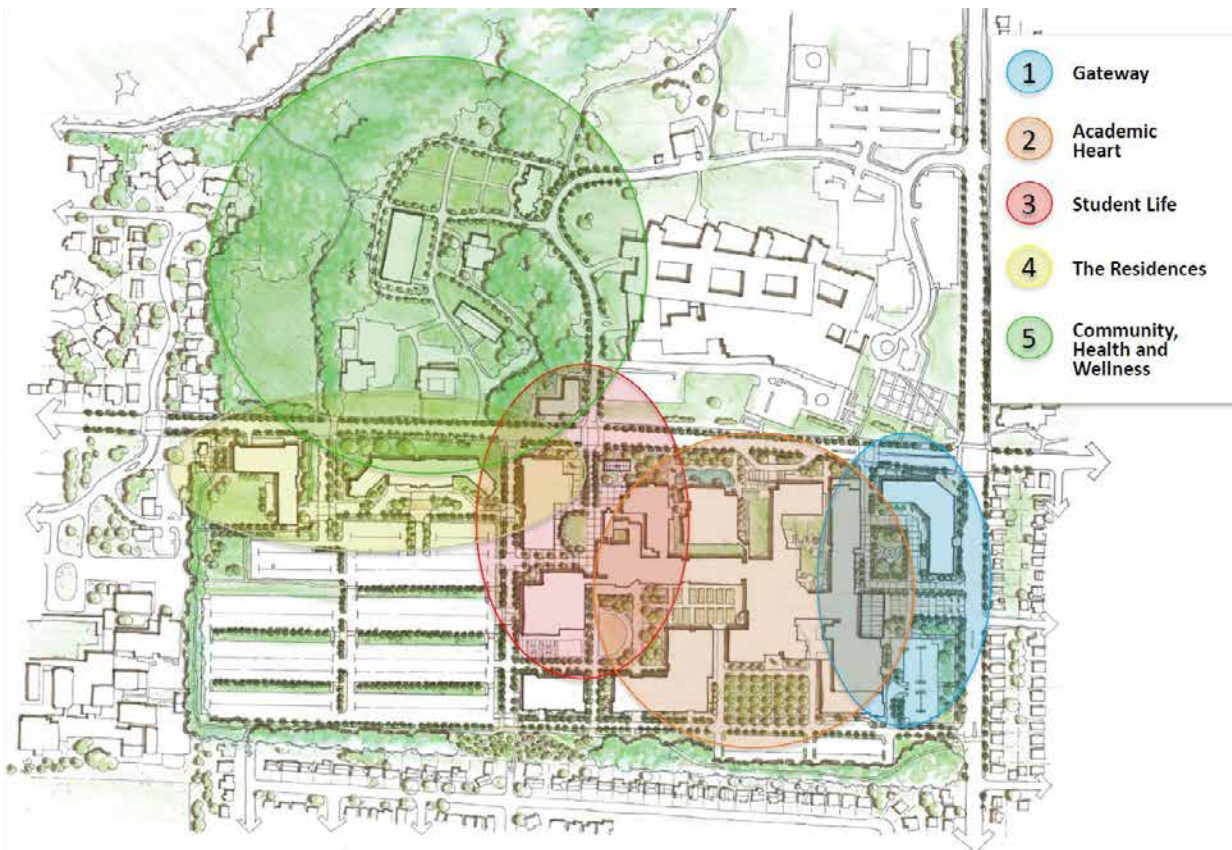 1 Gateway
2 Academic
Heart
3 Student Life
4 The Residences
5 Community,
Health and
Wellness